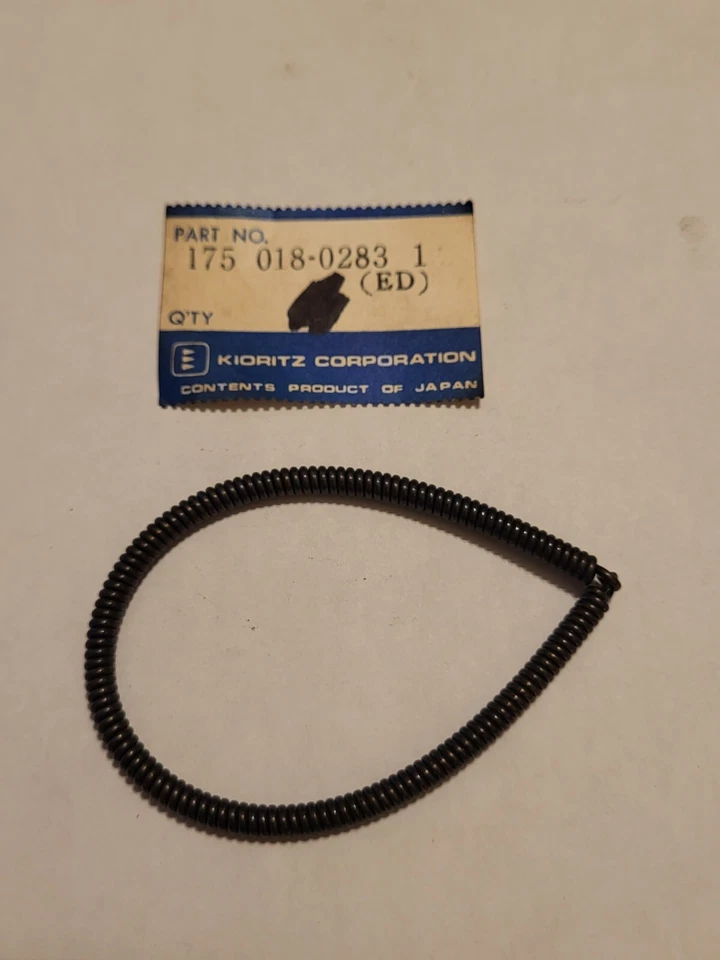 PART NO.
175 018-0283 1
(ED)
Q'TY
KIORITZ CORPORATION
CONTENTS PRODUCT OF JAPAN